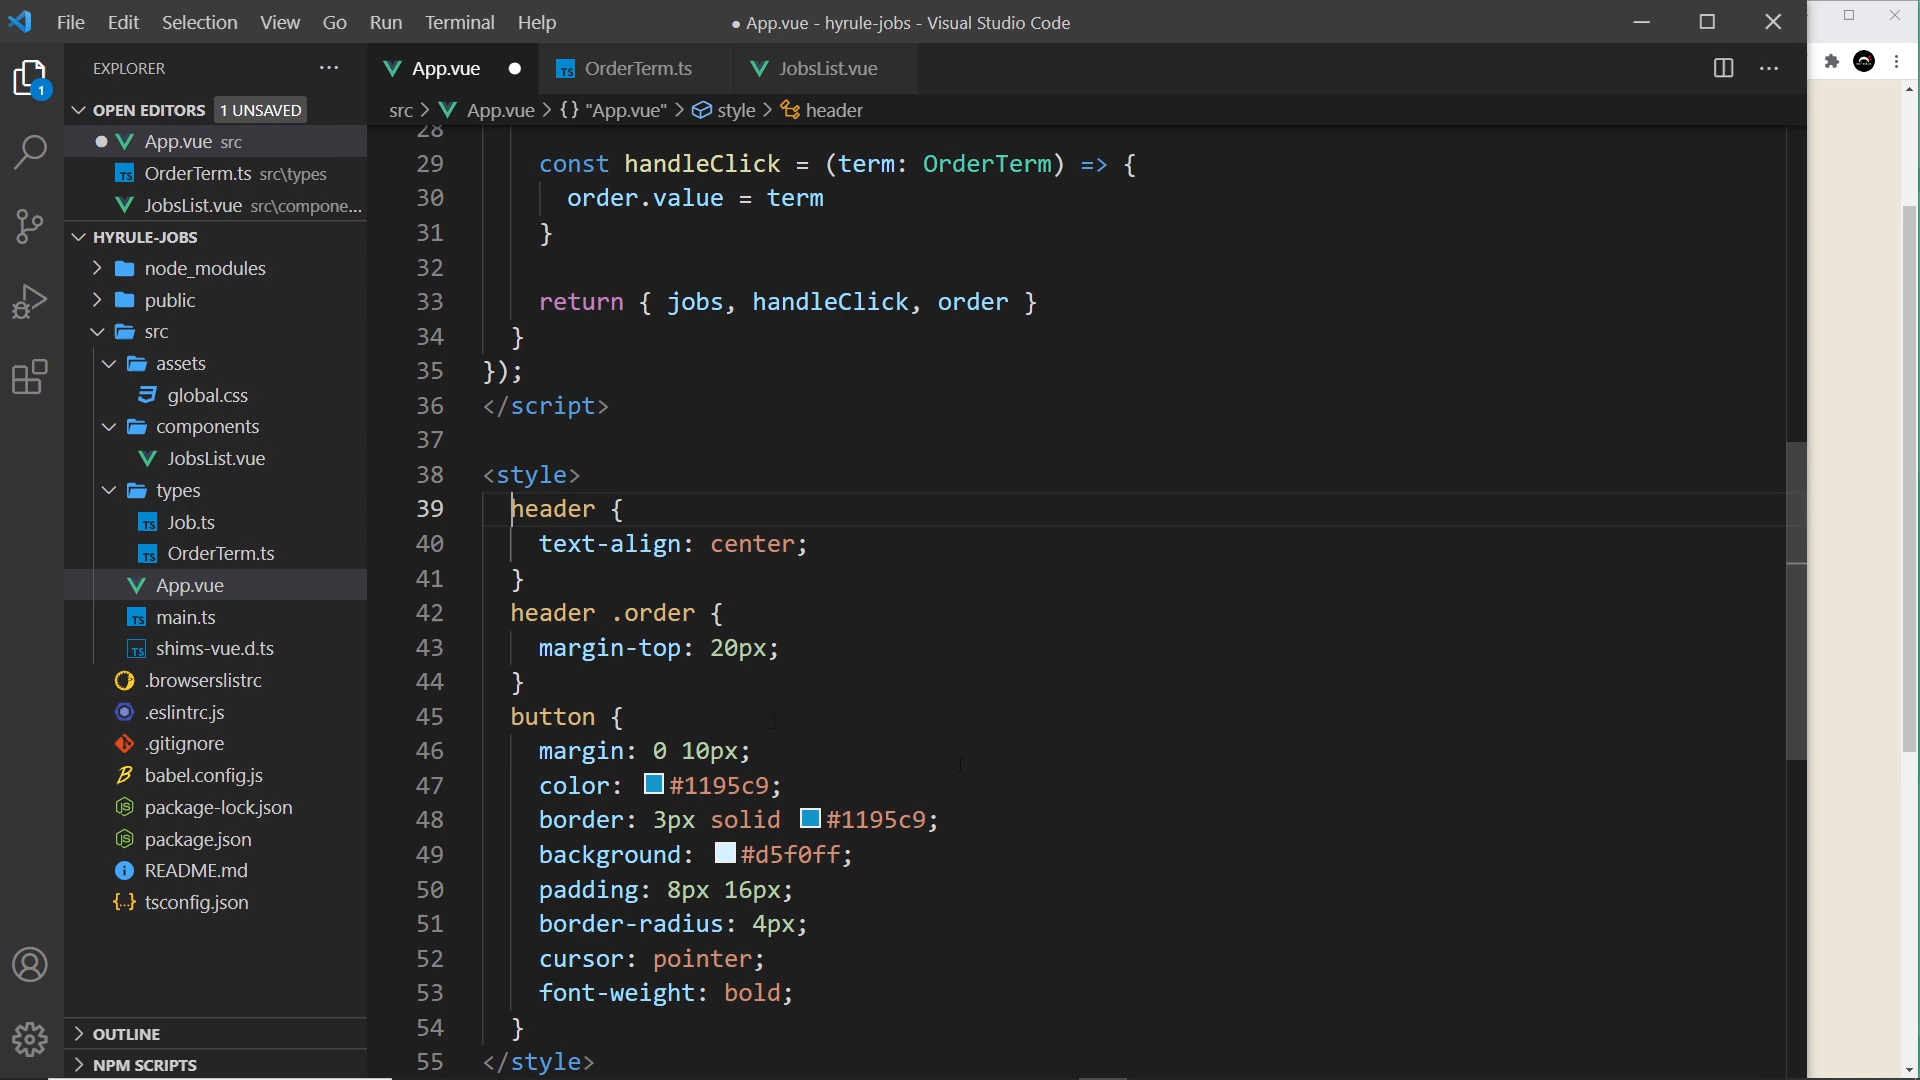 File Edit Selection View Go Run Terminal Help
● App.vue - hyrule-jobs - Visual Studio Code
EXPLORER
1
OPEN EDITORS 1 UNSAVED
App.vue src
OrderTerm.ts src\types
JobsList.vue src\compone...
HYRULE-JOBS
node_modules
public
src
assets
global.css
components
JobsList.vue
types
Job.ts
OrderTerm.ts
App.vue
main.ts
shims-vue.d.ts
.browserslistrc
.eslintrc.js
.gitignore
babel.config.js
package-lock.json
package.json
README.md
tsconfig.json
OUTLINE
NPM SCRIPTS
App.vue OrderTerm.ts JobsList.vue
src > App.vue > {} "App.vue" > style > header
28
29 const handleClick = (term: OrderTerm) => {
30 order.value = term
31 }
32
33 return { jobs, handleClick, order }
34 }
35 });
36 </script>
37
38 <style>
39 header {
40 text-align: center;
41 }
42 header .order {
43 margin-top: 20px;
44 }
45 button {
46 margin: 0 10px;
47 color: #1195c9;
48 border: 3px solid #1195c9;
49 background: #d5f0ff;
50 padding: 8px 16px;
51 border-radius: 4px;
52 cursor: pointer;
53 font-weight: bold;
54 }
55 </style>